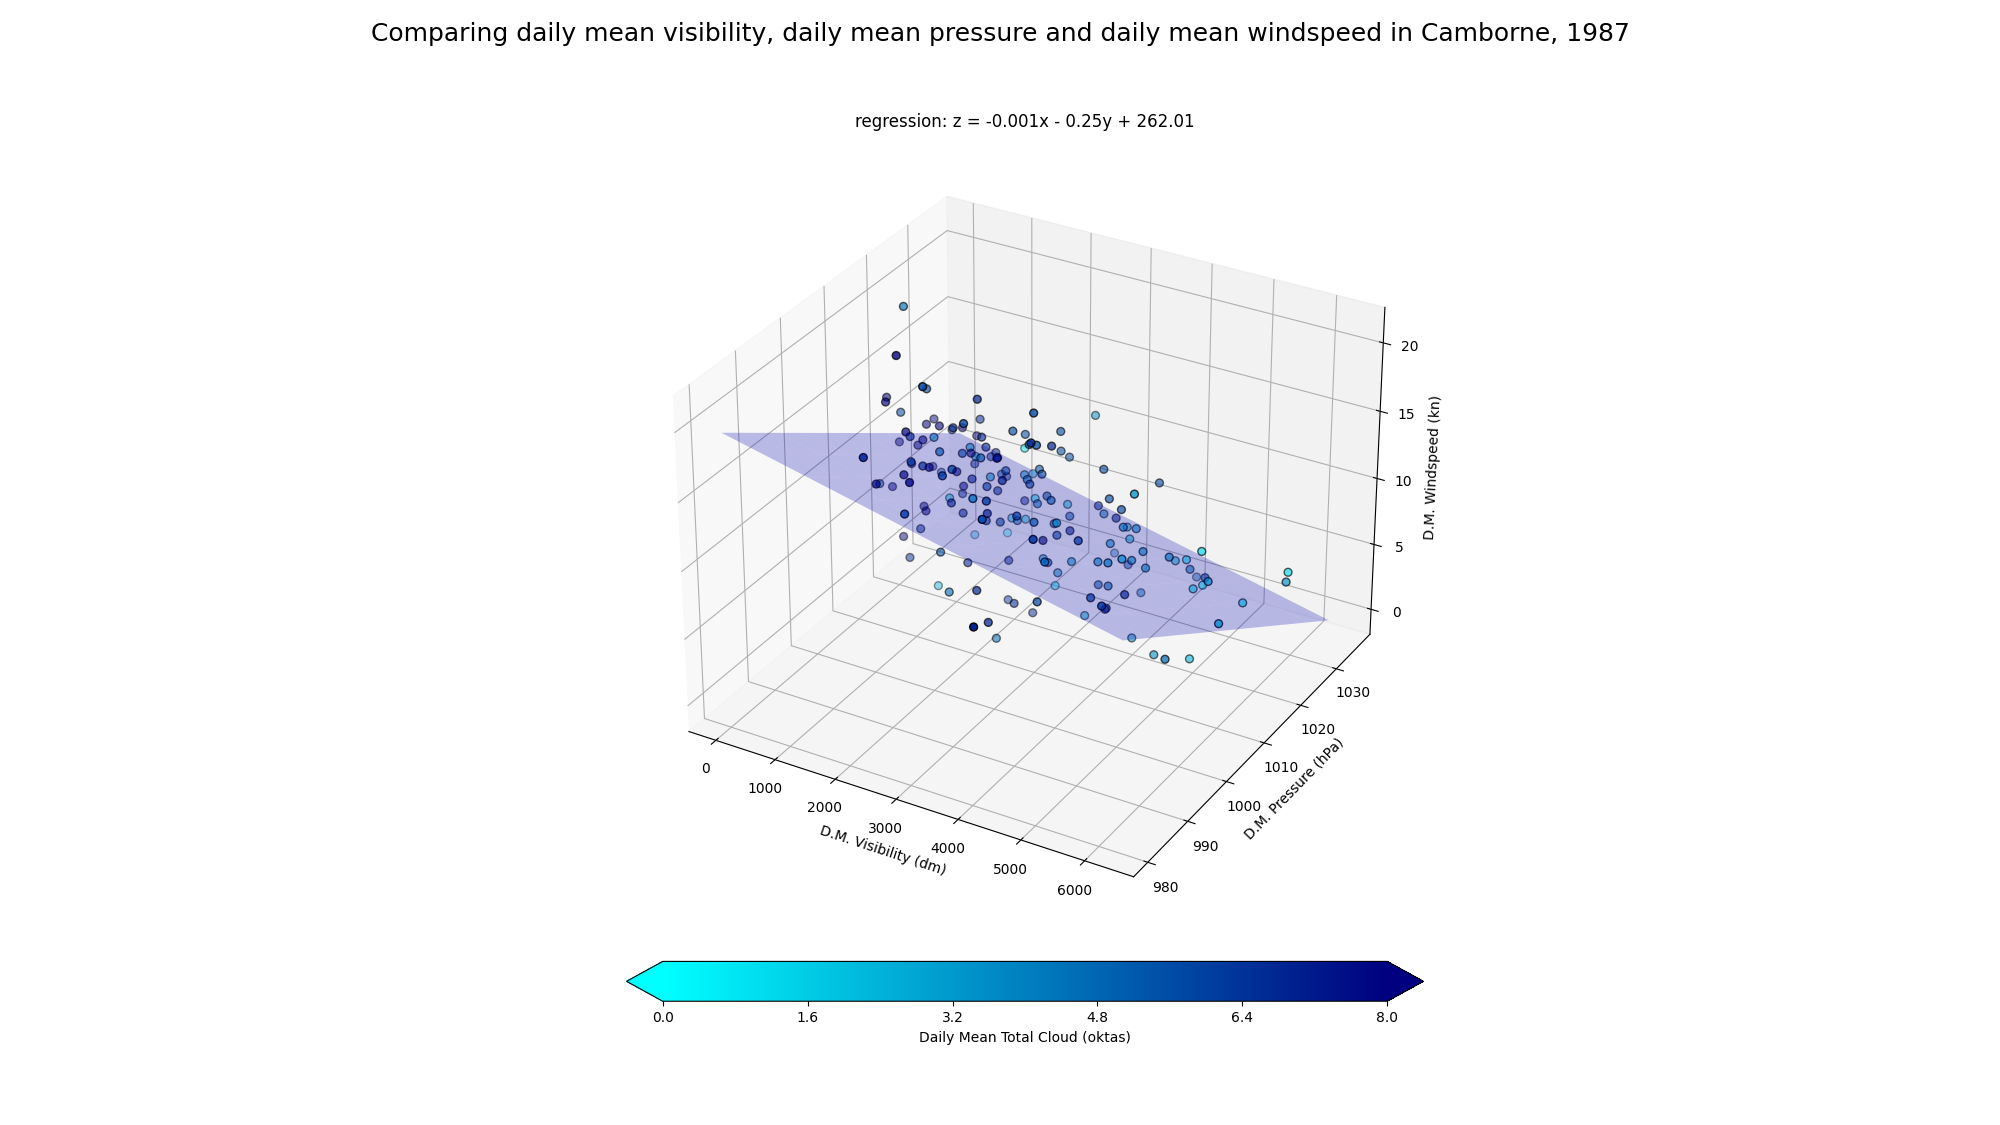 Comparing daily mean visibility, daily mean pressure and daily mean windspeed in Camborne, 1987
regression: z = -0.001x - 0.25y + 262.01
20
15
10
5
0
D.M. Windspeed (kn)
1030
1020
1010
1000
990
980
D.M. Pressure (hPa)
0
1000
2000
3000
4000
5000
6000
D.M. Visibility (dm)
0.0 1.6 3.2 4.8 6.4 8.0
Daily Mean Total Cloud (oktas)